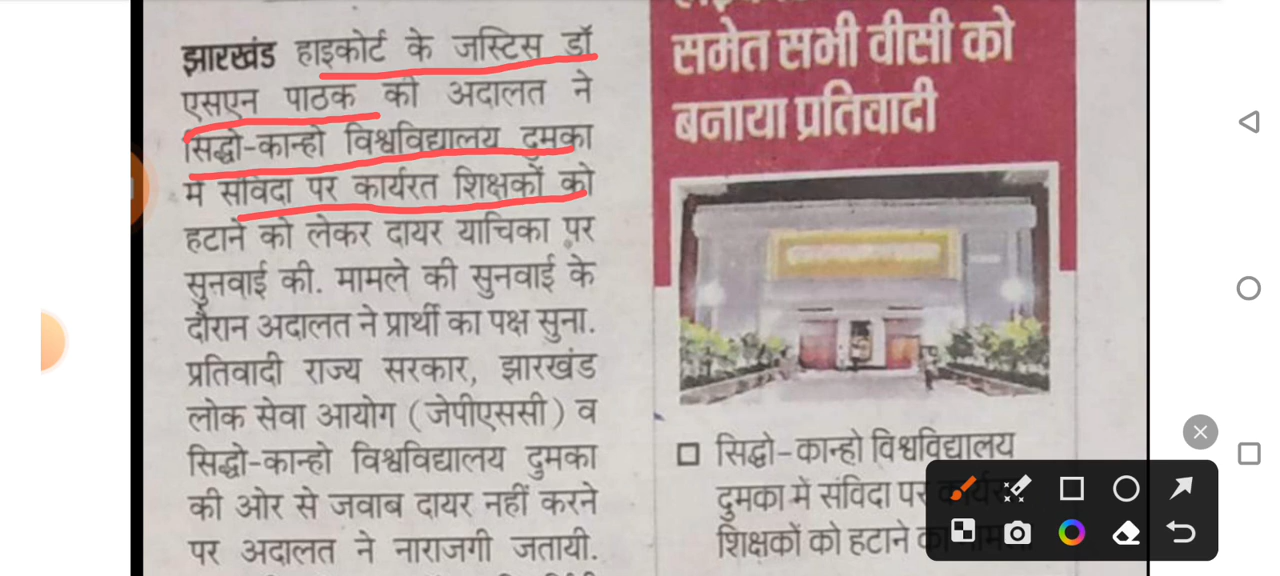 झारखंड हाइकोर्ट के जस्टिस डॉ
एसएन पाठक की अदालत ने
सिद्धो-कान्हो विश्वविद्यालय दुमका
में संविदा पर कार्यरत शिक्षकों को
हटाने को लेकर दायर याचिका पर
सुनवाई की. मामले की सुनवाई के
दौरान अदालत ने प्रार्थी का पक्ष सुना.
प्रतिवादी राज्य सरकार, झारखंड
लोक सेवा आयोग (जेपीएससी) व
सिद्धो-कान्हो विश्वविद्यालय दुमका
की ओर से जवाब दायर नहीं करने
पर अदालत ने नाराजगी जतायी.
समेत सभी वीसी को
बनाया प्रतिवादी
सिद्धो-कान्हो विश्वविद्यालय
दुमका में संविदा पर
शिक्षकों को हटाने